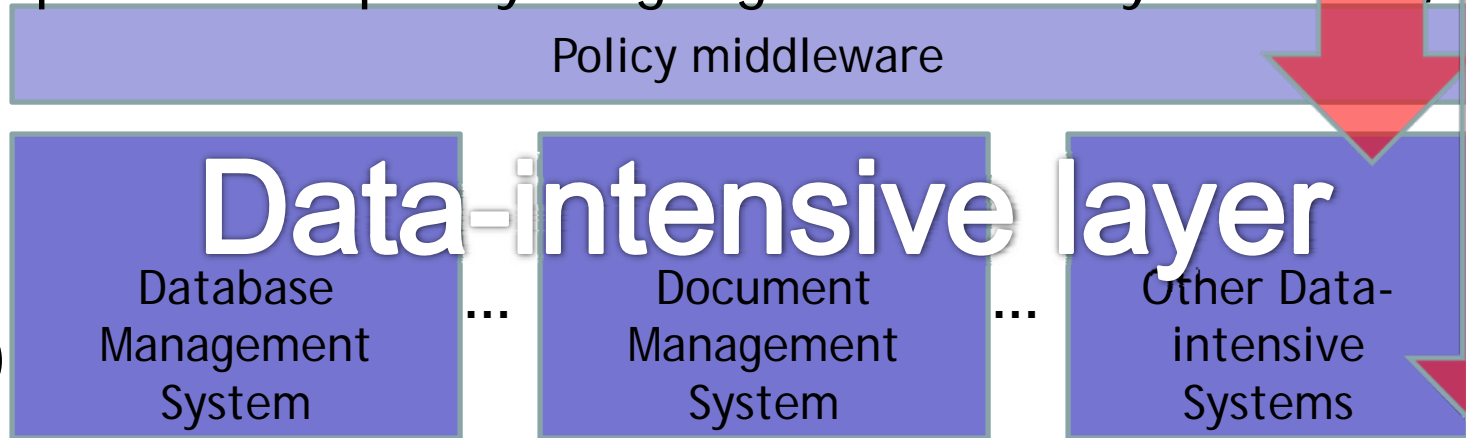 Policy middleware
Data-intensive layer
Database
Management
System
...
Document
Management
System
...
Other Data-
intensive
Systems
)